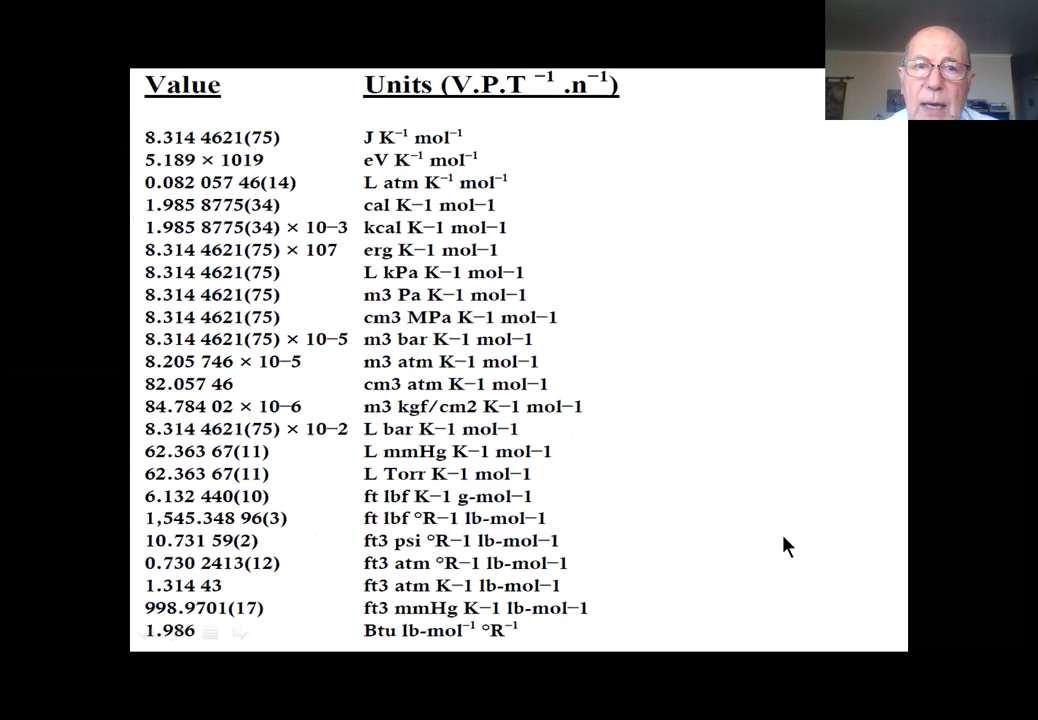 Value Units (V.P.T ⁻¹ .n⁻¹)
8.314 4621(75) J K⁻¹ mol⁻¹
5.189 × 1019 eV K⁻¹ mol⁻¹
0.082 057 46(14) L atm K⁻¹ mol⁻¹
1.985 8775(34) cal K−1 mol−1
1.985 8775(34) × 10−3 kcal K−1 mol−1
8.314 4621(75) × 107 erg K−1 mol−1
8.314 4621(75) L kPa K−1 mol−1
8.314 4621(75) m3 Pa K−1 mol−1
8.314 4621(75) cm3 MPa K−1 mol−1
8.314 4621(75) × 10−5 m3 bar K−1 mol−1
8.205 746 × 10−5 m3 atm K−1 mol−1
82.057 46 cm3 atm K−1 mol−1
84.784 02 × 10−6 m3 kgf/cm2 K−1 mol−1
8.314 4621(75) × 10−2 L bar K−1 mol−1
62.363 67(11) L mmHg K−1 mol−1
62.363 67(11) L Torr K−1 mol−1
6.132 440(10) ft lbf K−1 g-mol−1
1,545.348 96(3) ft lbf °R−1 lb-mol−1
10.731 59(2) ft3 psi °R−1 lb-mol−1
0.730 2413(12) ft3 atm °R−1 lb-mol−1
1.314 43 ft3 atm K−1 lb-mol−1
998.9701(17) ft3 mmHg K−1 lb-mol−1
1.986 Btu lb-mol⁻¹ °R⁻¹